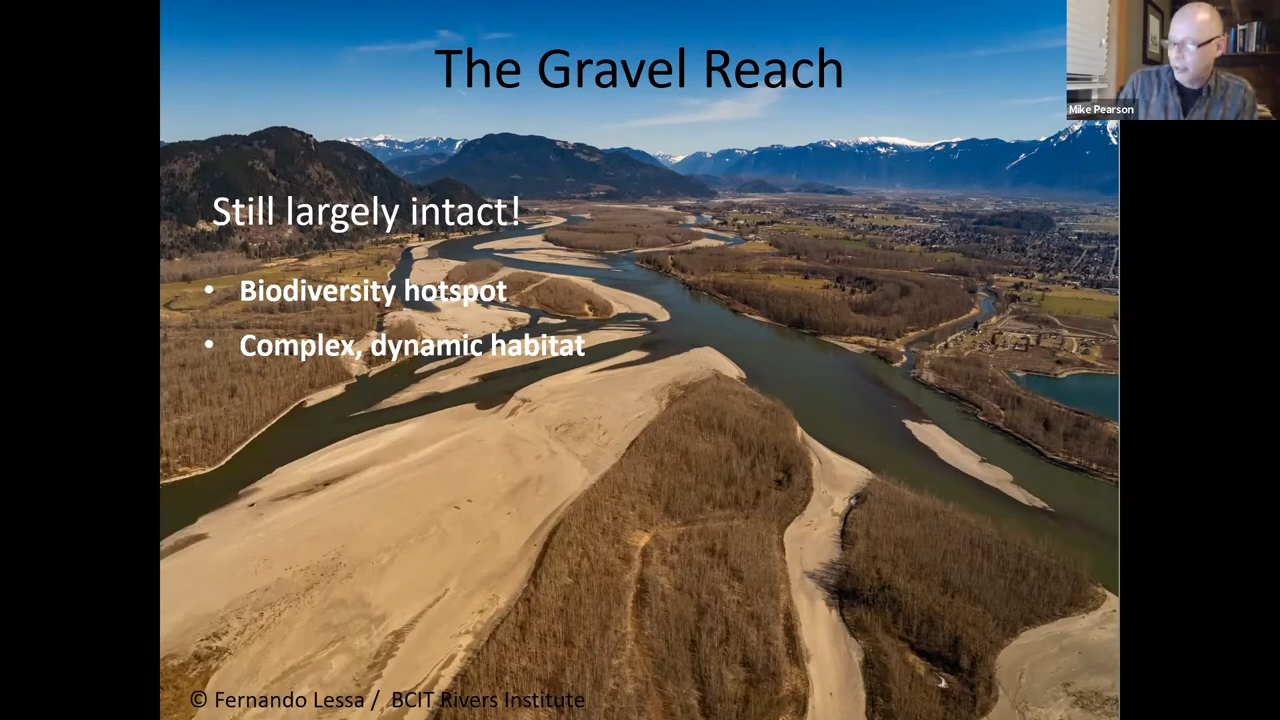 The Gravel Reach
Mike Pearson
Still largely intact!
• Biodiversity hotspot
• Complex, dynamic habitat
© Fernando Lessa / BCIT Rivers Institute